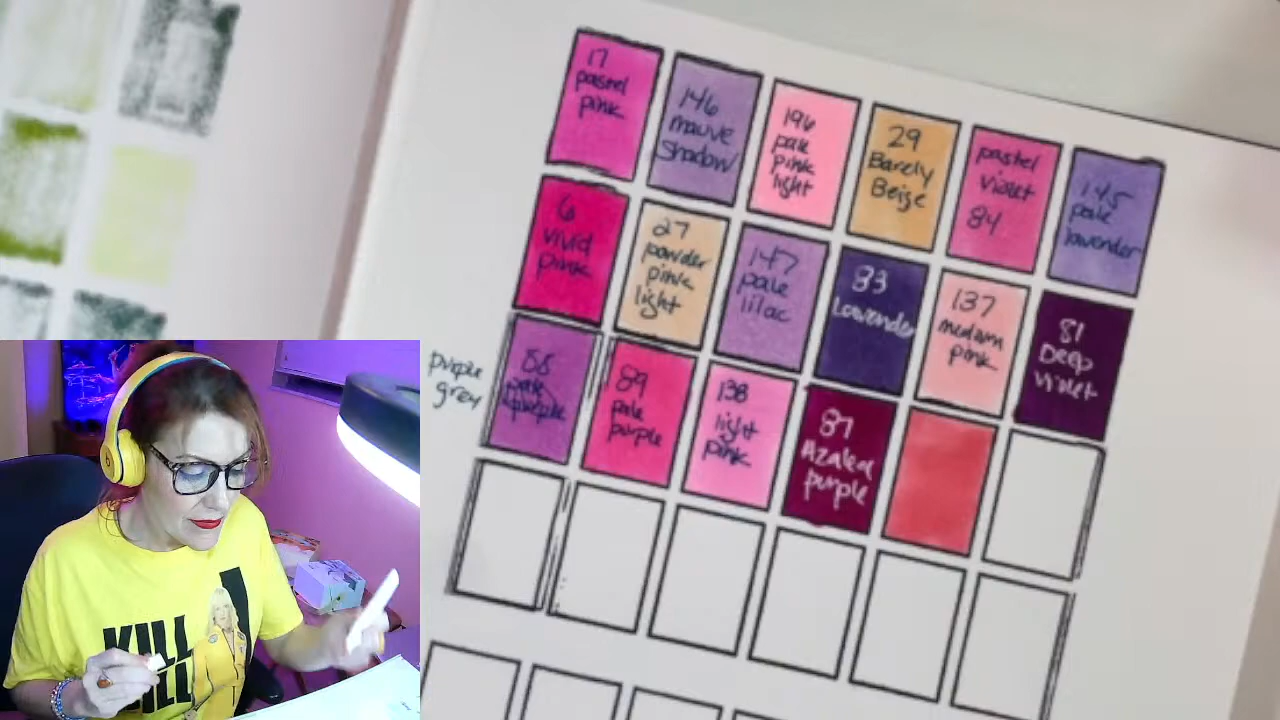 17
pastel
pink
146
mauve
shadow
196
pale
pink
light
29
Barely
Beige
pastel
violet
84
145
pale
lavender
6
vivid
pink
27
powder
pink
light
147
pale
lilac
83
Lavender
137
medium
pink
81
Deep
violet
purple
grey
88
pale
purple
89
pale
purple
138
light
pink
87
Azalea
purple
KILL
BILL